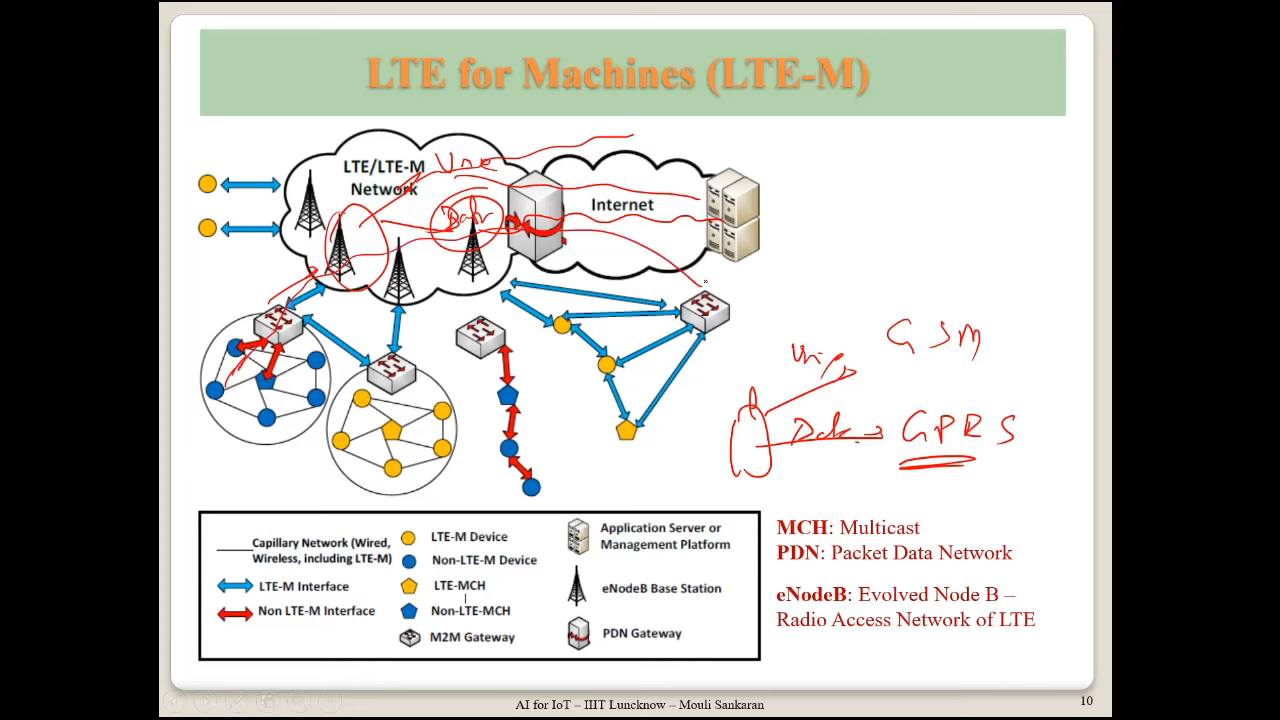 LTE for Machines (LTE-M)
LTE/LTE-M
Network
Internet
GSM
Data
GPRS
Capillary Network (Wired,
Wireless, including LTE-M)
LTE-M Interface
Non LTE-M Interface
LTE-M Device
Non-LTE-M Device
LTE-MCH
Non-LTE-MCH
M2M Gateway
Application Server or
Management Platform
eNodeB Base Station
PDN Gateway
MCH: Multicast
PDN: Packet Data Network
eNodeB: Evolved Node B –
Radio Access Network of LTE
AI for IoT – IIIT Luncknow – Mouli Sankaran
10